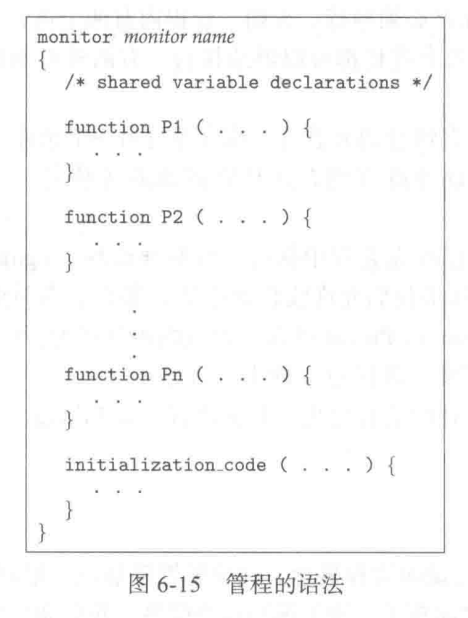 monitor monitor name
{
/* shared variable declarations */
function P1 ( . . . ) {
. . .
}
function P2 ( . . . ) {
. . .
}
.
.
.
function Pn ( . . . ) {
. . .
}
initialization_code ( . . . ) {
. . .
}
}
图 6-15 管程的语法